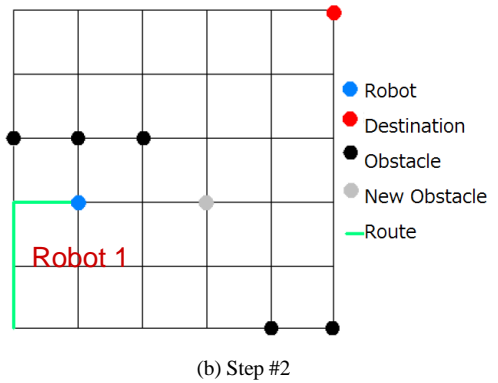 Robot
Destination
Obstacle
New Obstacle
Route
Robot 1
(b) Step #2